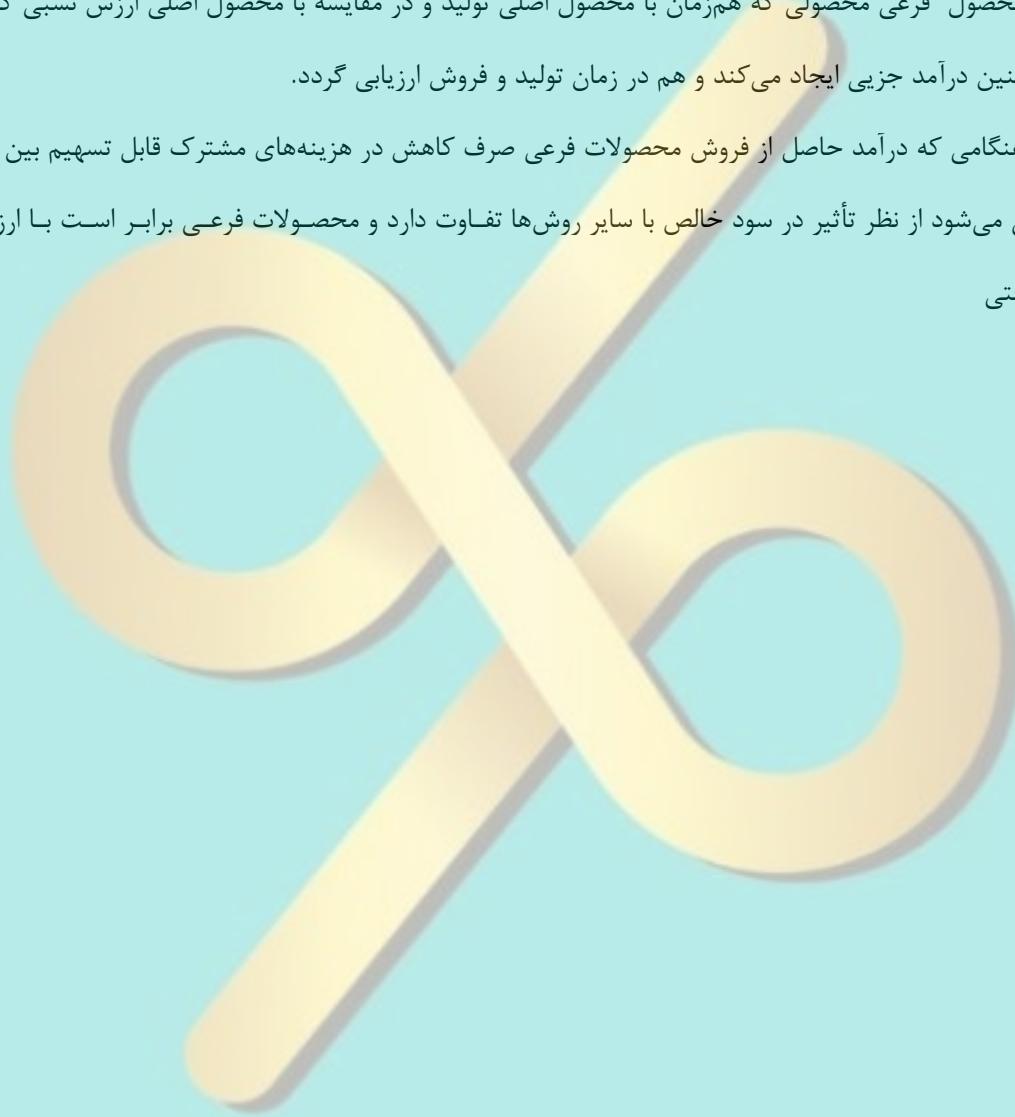 محصول فرعی محصولی که هم‌زمان با محصول اصلی تولید و در مقایسه با محصول اصلی ارزش نسبی
درآمد جزیی ایجاد می‌کند و هم در زمان تولید و فروش ارزیابی گردد.
که درآمد حاصل از فروش محصولات فرعی صرف کاهش در هزینه‌های مشترک قابل تسهیم بین
می‌شود از نظر تأثیر در سود خالص با سایر روش‌ها تفـاوت دارد و محصـولات فرعـی برابـر اسـت بـا